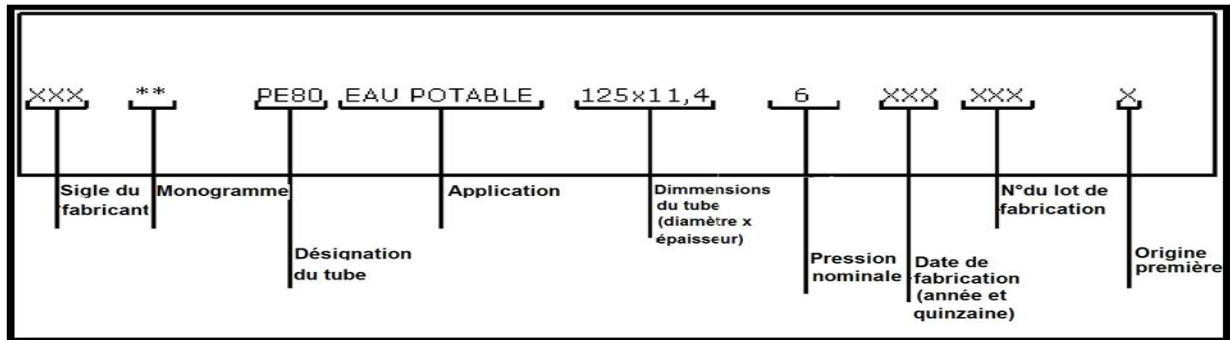 XXX ** PE80 EAU POTABLE 125x11,4 6 XXX XXX X
Sigle du
fabricant
Monogramme
Désignation
du tube
Application
Dimmensions
du tube
(diamètre x
épaisseur)
Pression
nominale
Date de
fabrication
(année et
quinzaine)
N°du lot de
fabrication
Origine
première